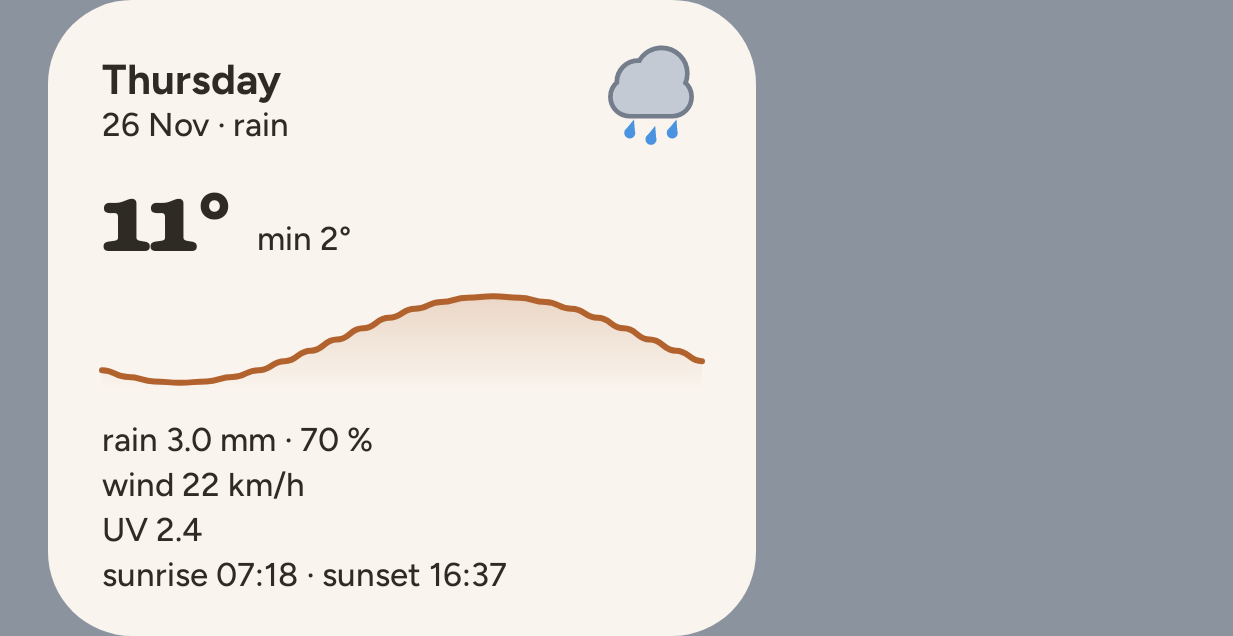 Thursday
26 Nov · rain
11° min 2°
rain 3.0 mm · 70 %
wind 22 km/h
UV 2.4
sunrise 07:18 · sunset 16:37